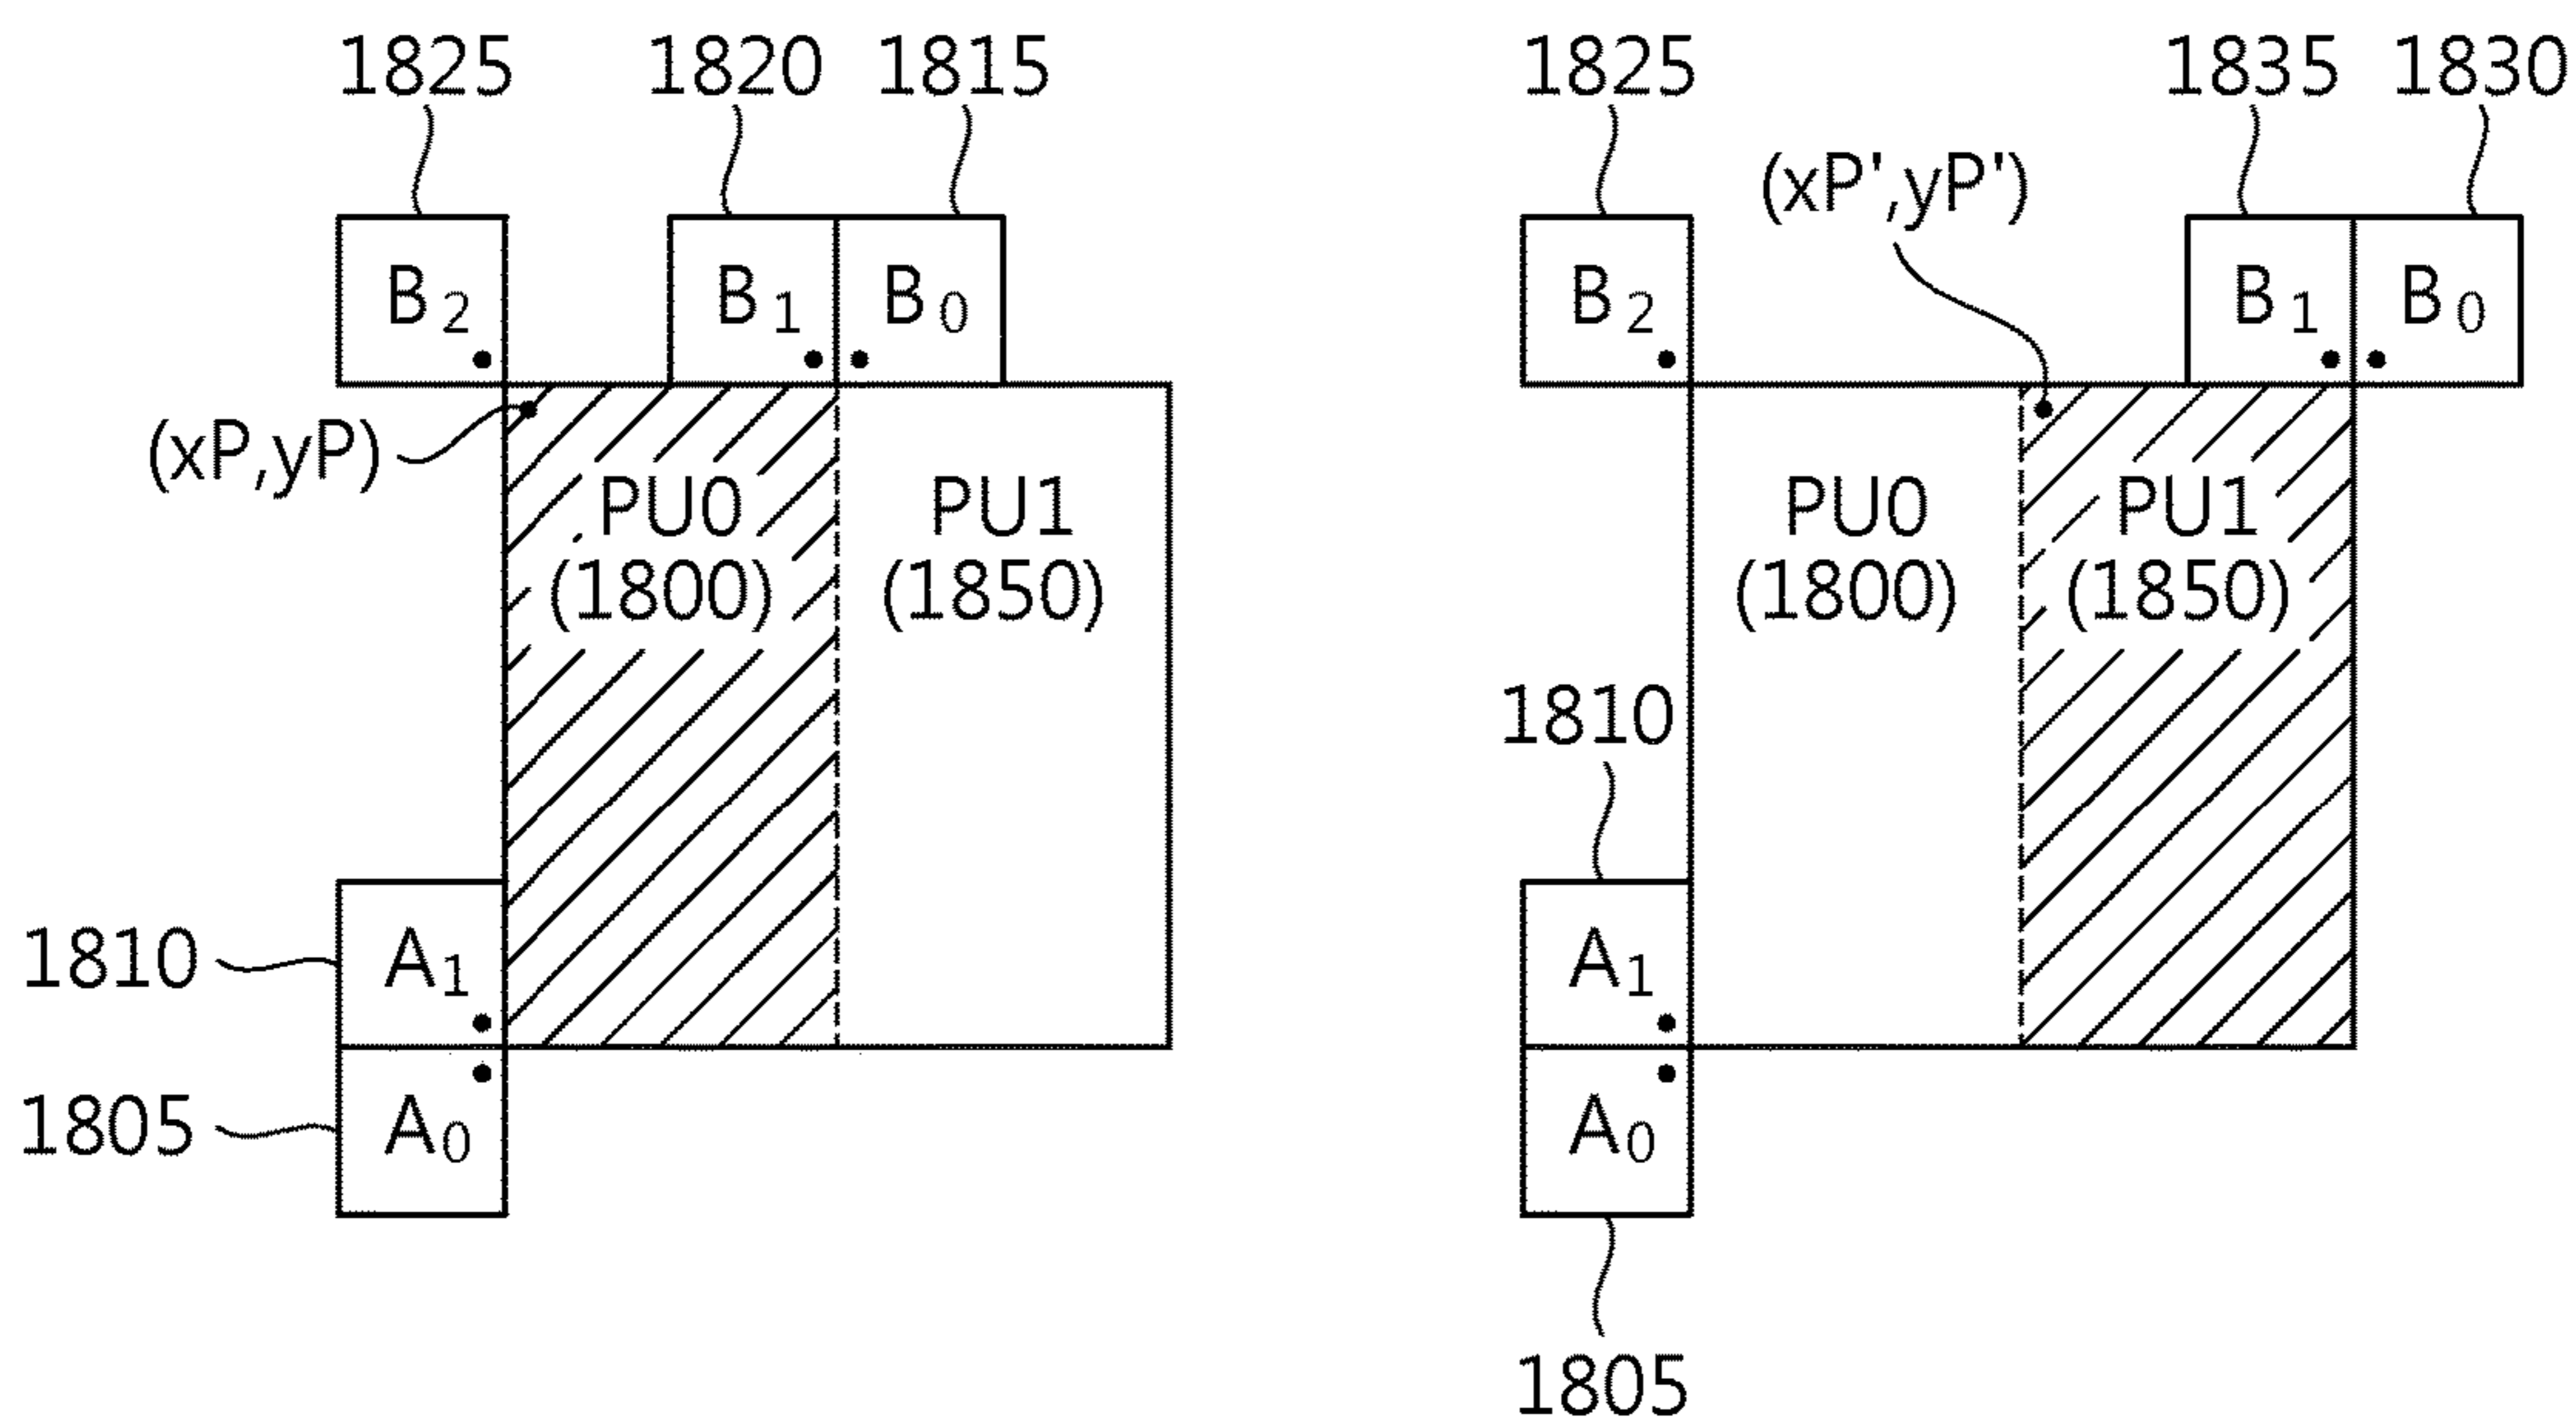 1825 1820 1815
B2 B1 B0
(xP,yP)
PU0 PU1
(1800) (1850)
1810 A1
1805 A0
1825 1835 1830
(xP',yP')
B2 B1 B0
PU0 PU1
(1800) (1850)
1810
A1
A0
1805